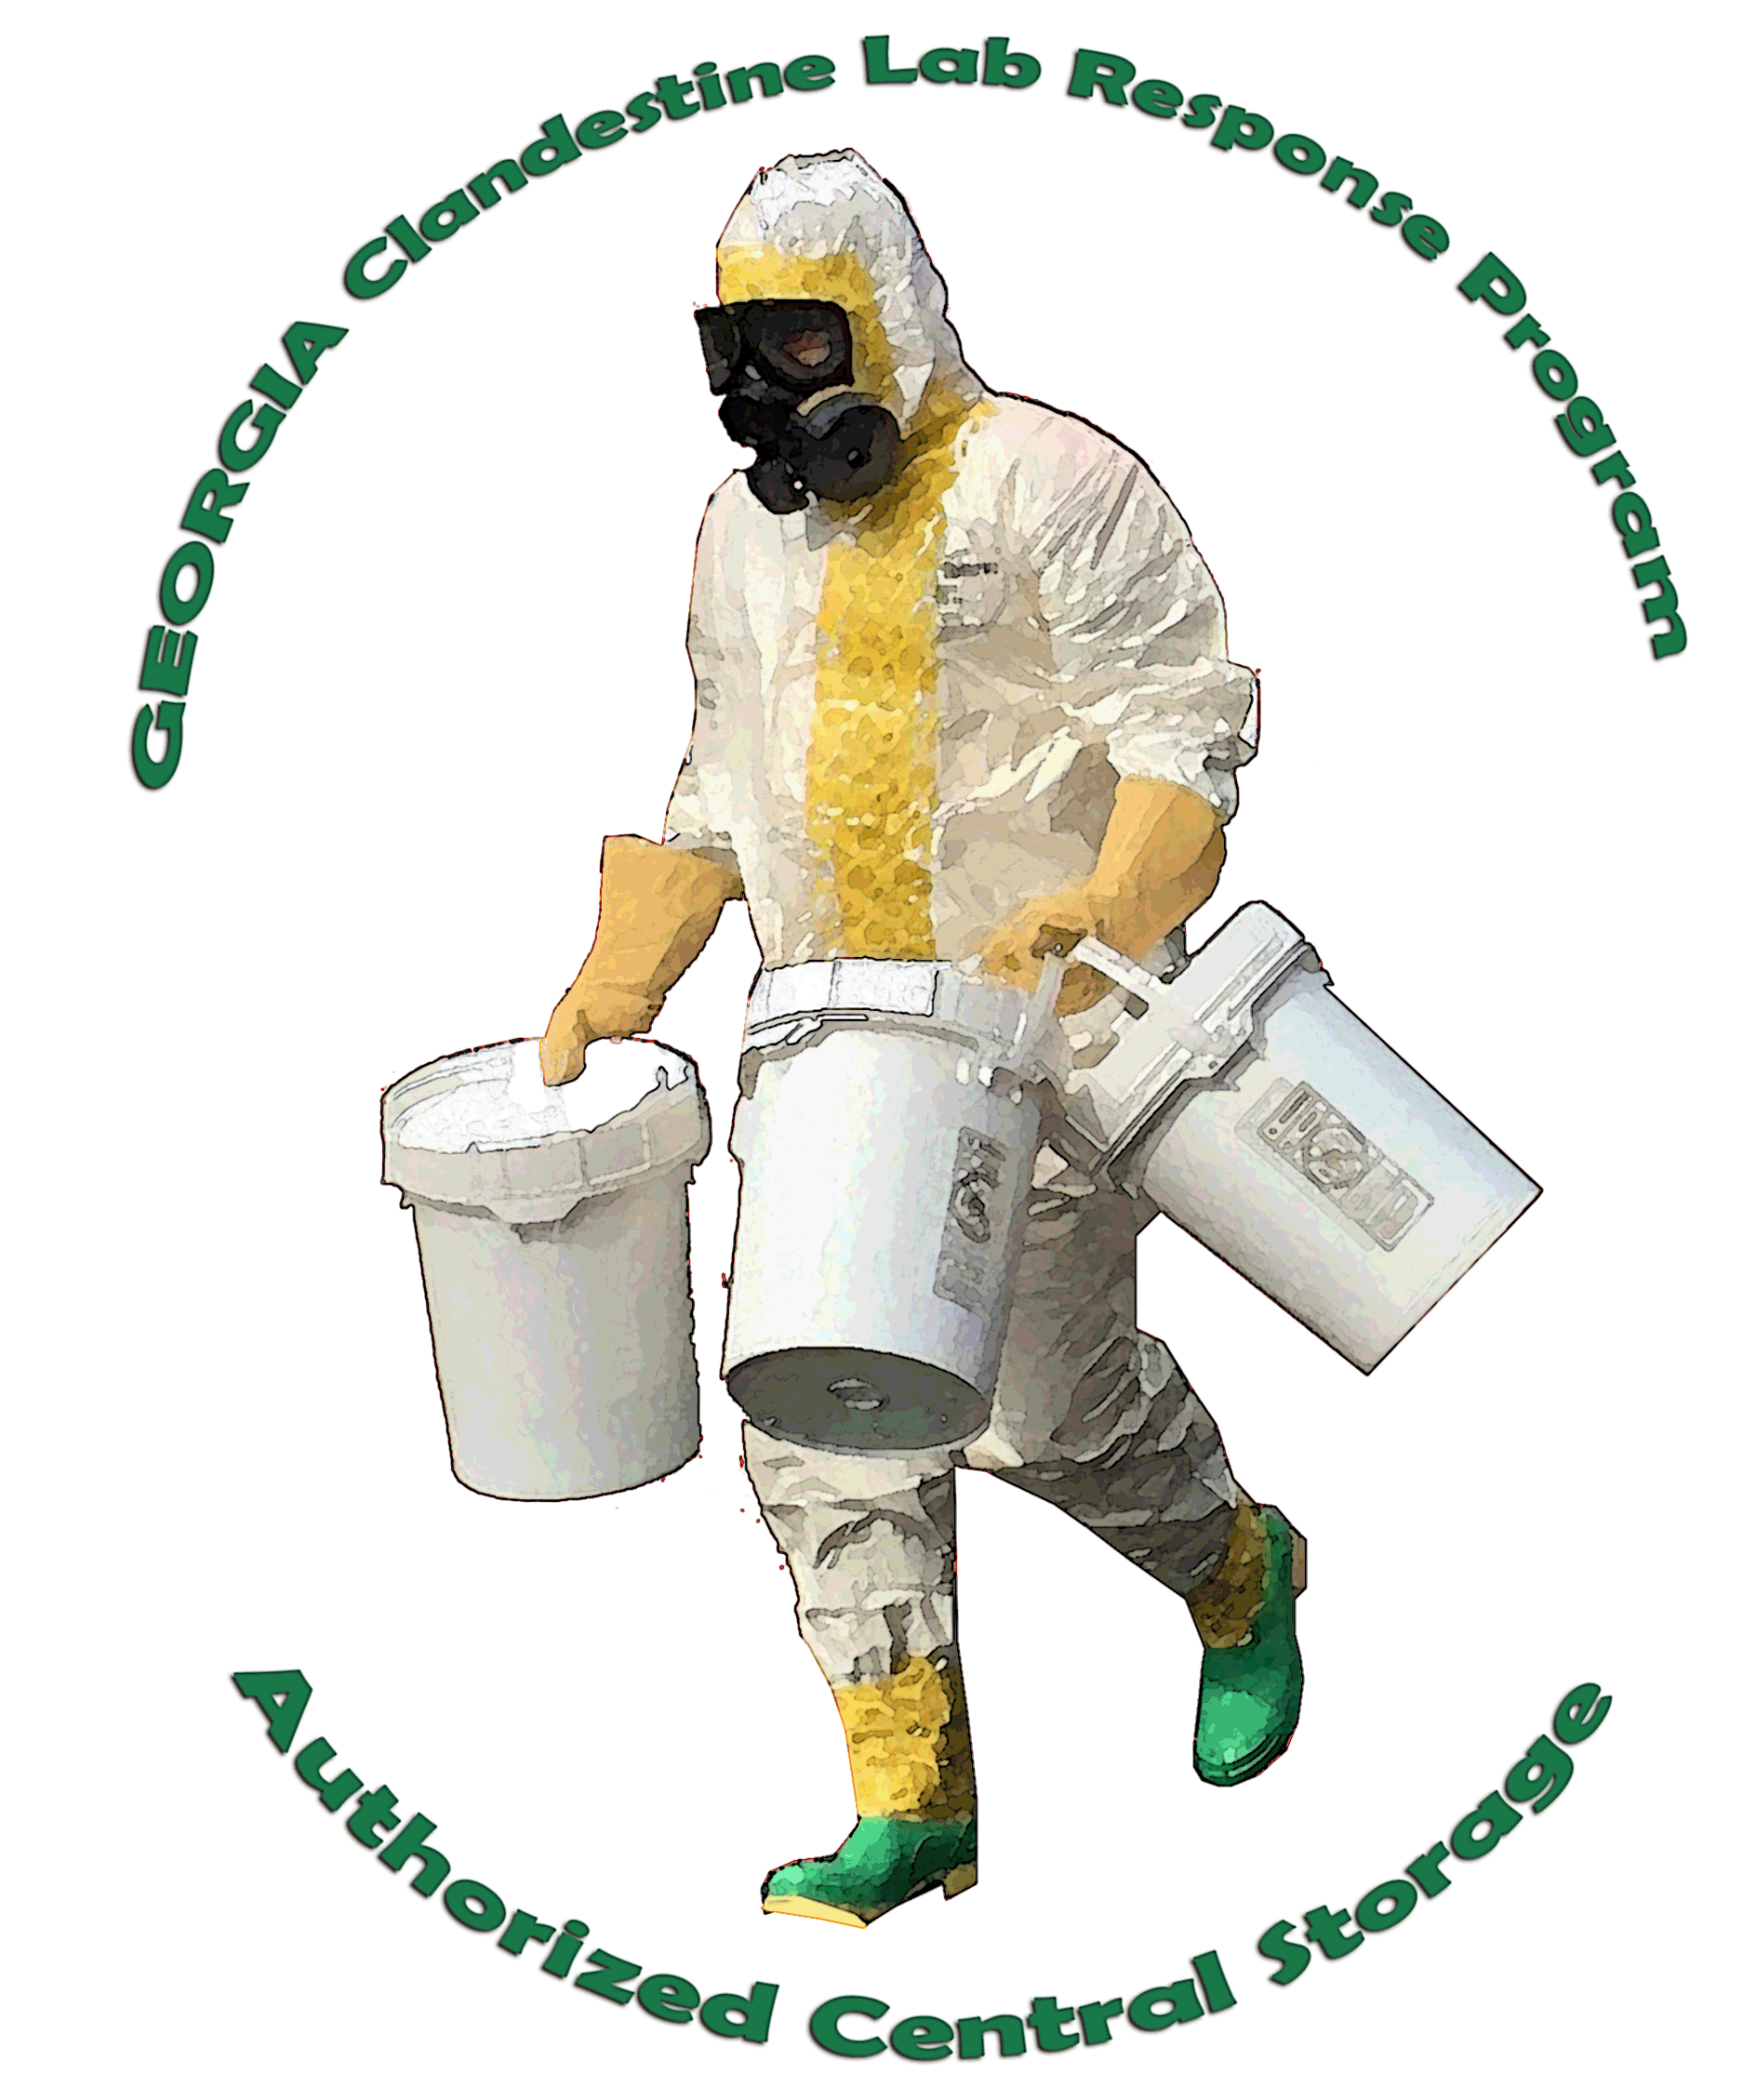 GEORGIA Clandestine Lab Response Program
Authorized Central Storage